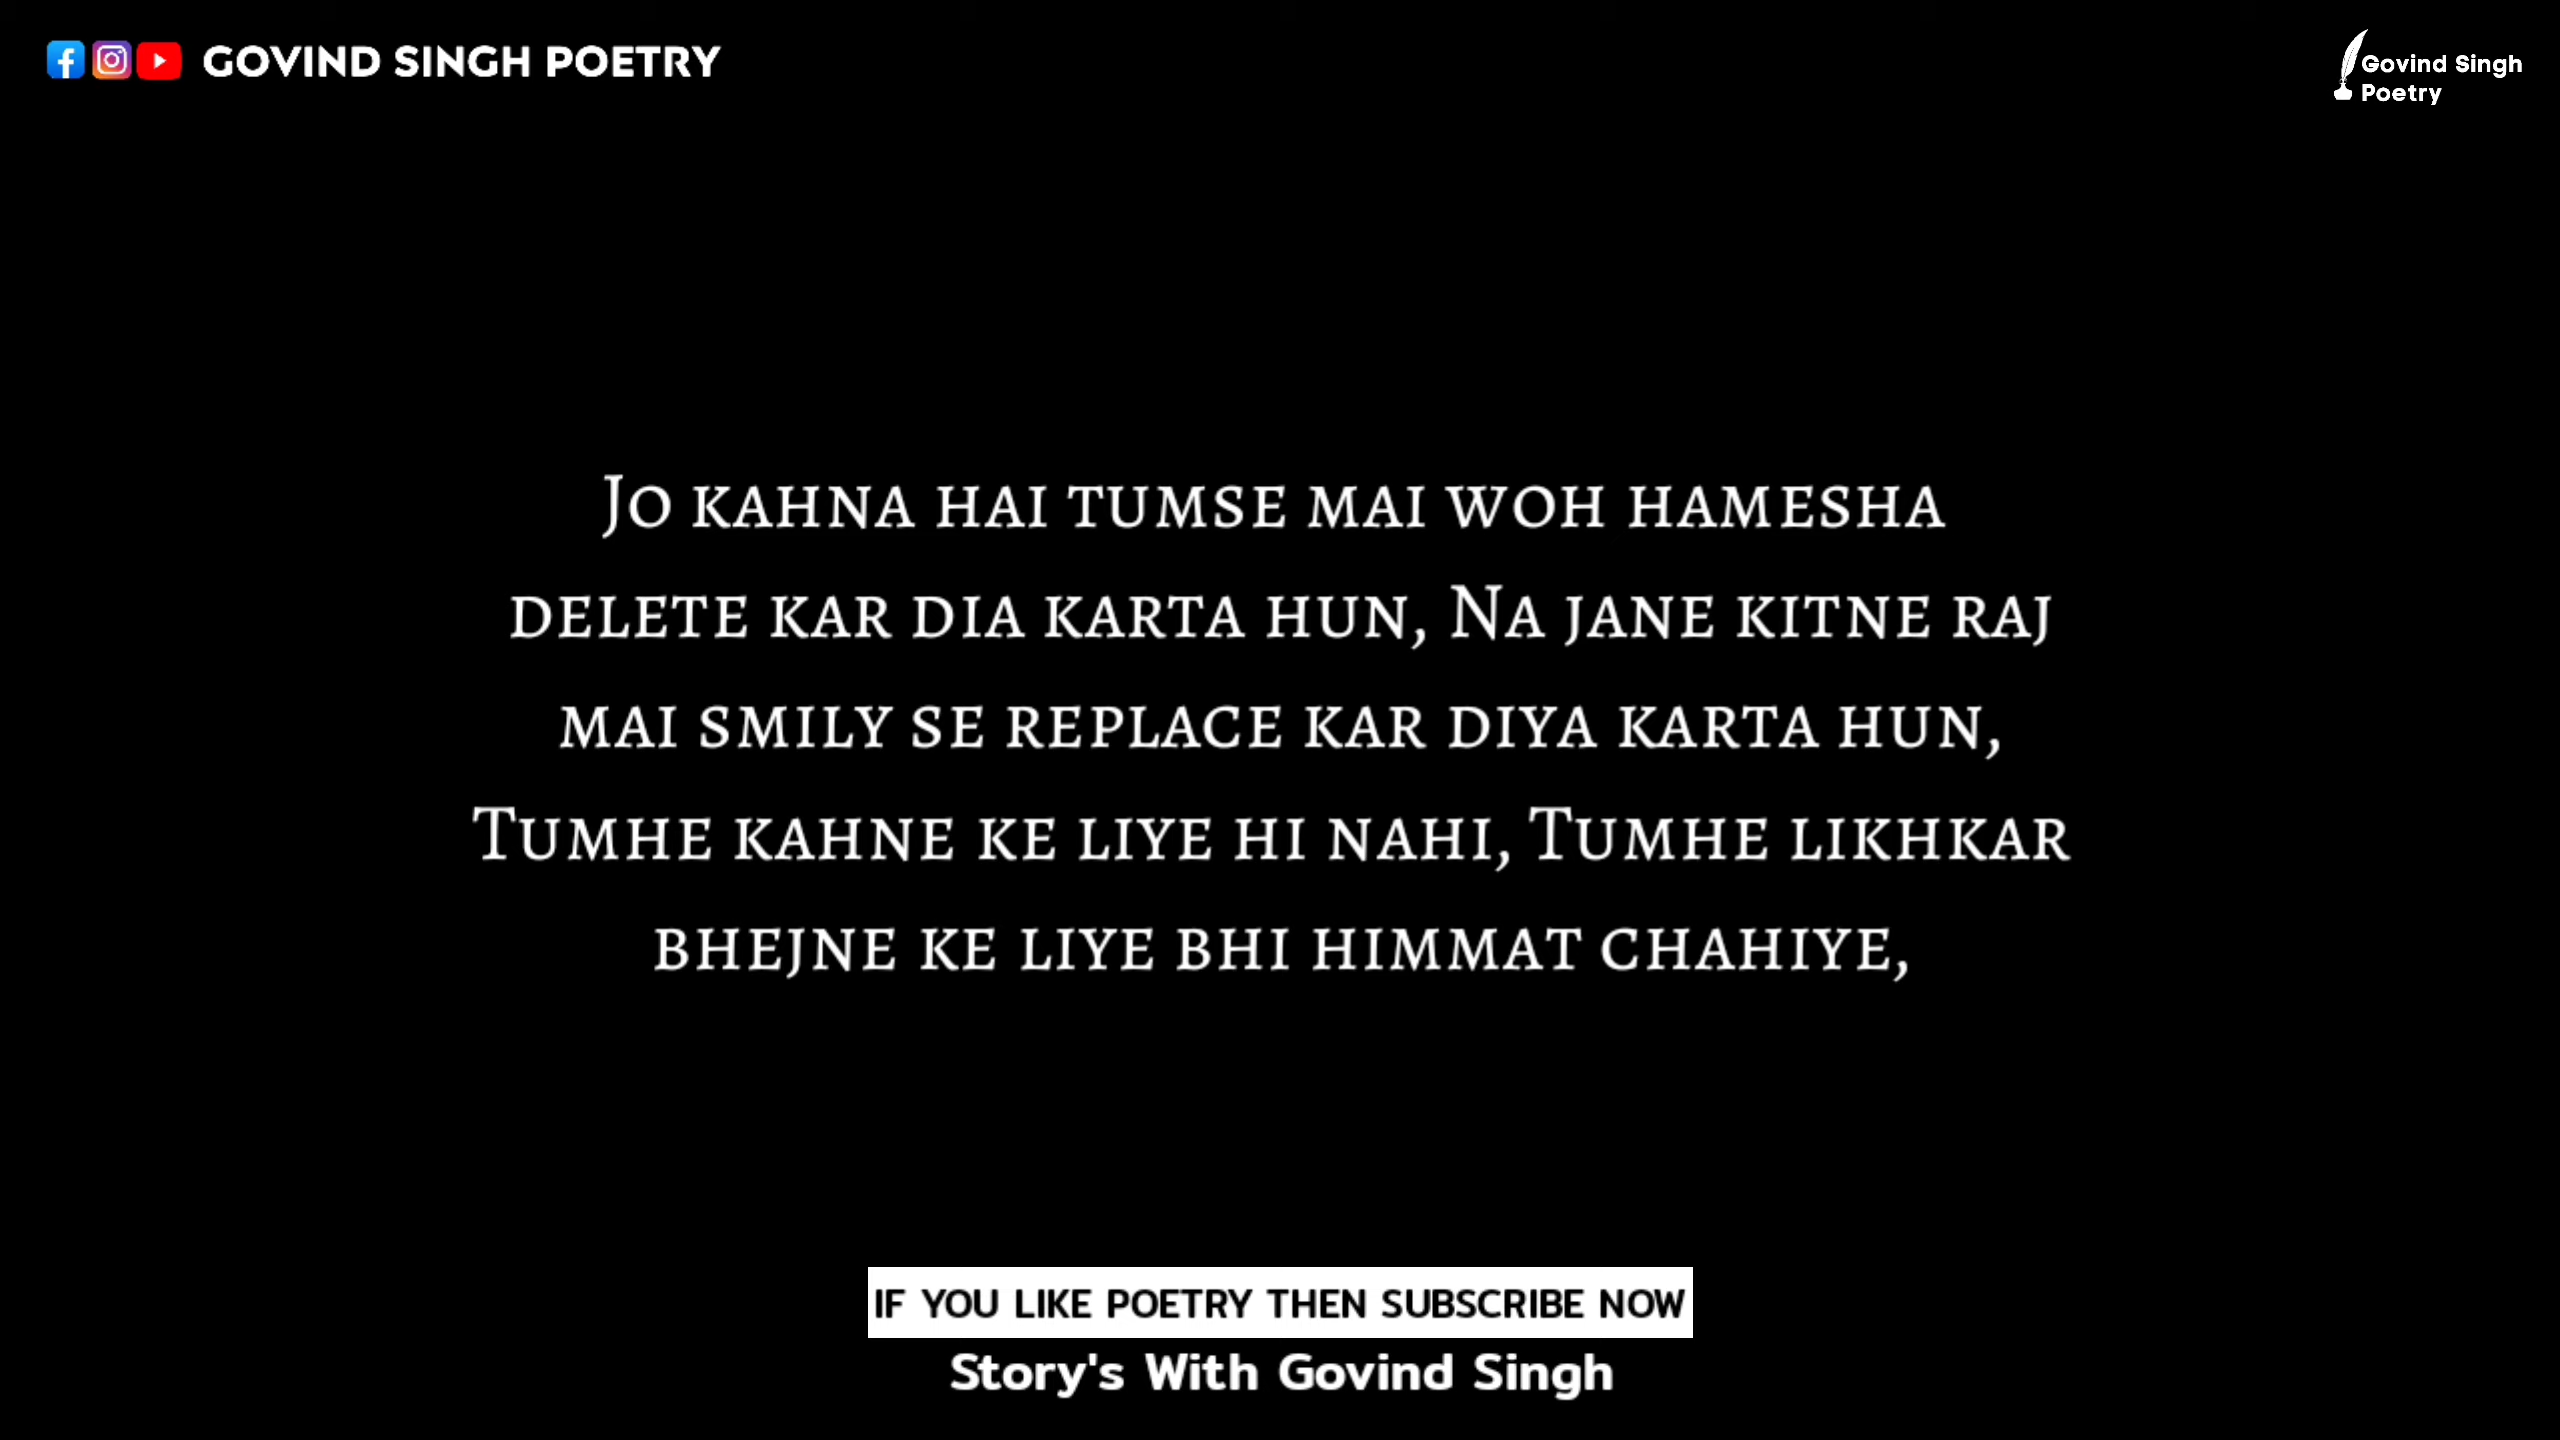 GOVIND SINGH POETRY
Govind Singh
Poetry
Jo kahna hai tumse mai woh hamesha
delete kar dia karta hun, Na jane kitne raj
mai smily se replace kar diya karta hun,
Tumhe kahne ke liye hi nahi, Tumhe likhkar
bhejne ke liye bhi himmat chahiye,
IF YOU LIKE POETRY THEN SUBSCRIBE NOW
Story's With Govind Singh